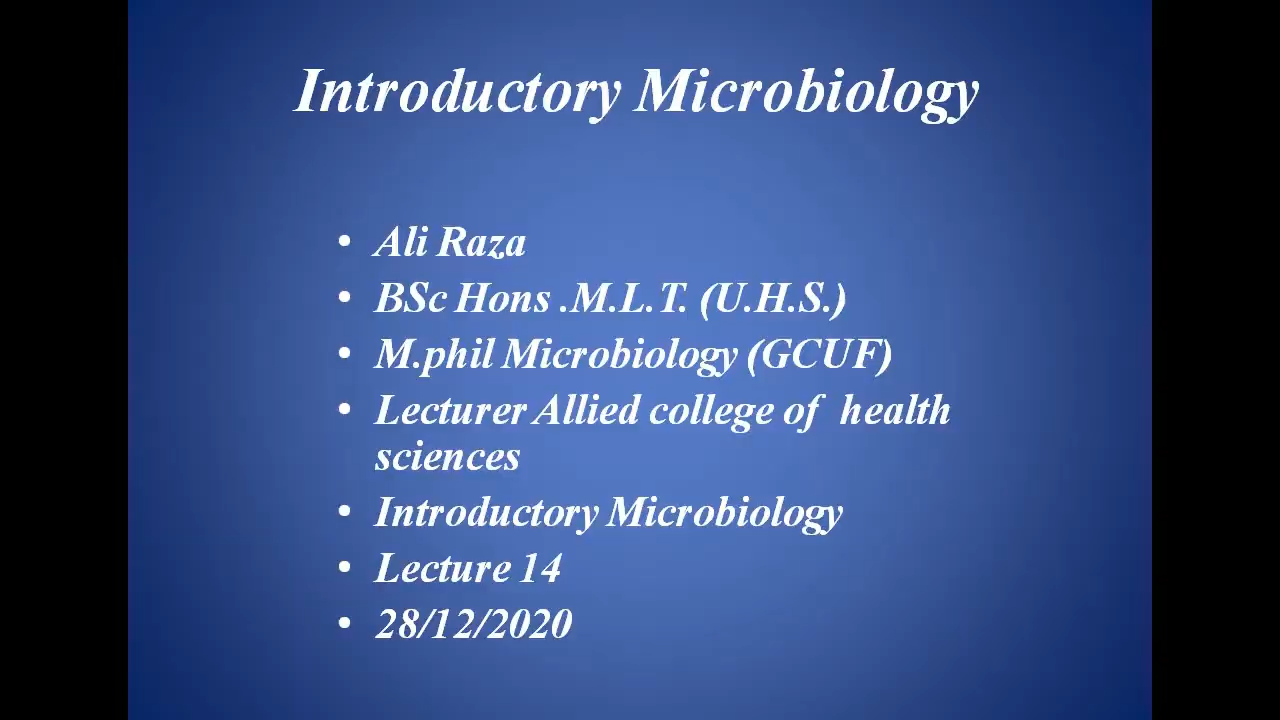 Introductory Microbiology
• Ali Raza
• BSc Hons .M.L.T. (U.H.S.)
• M.phil Microbiology (GCUF)
• Lecturer Allied college of health
sciences
• Introductory Microbiology
• Lecture 14
• 28/12/2020